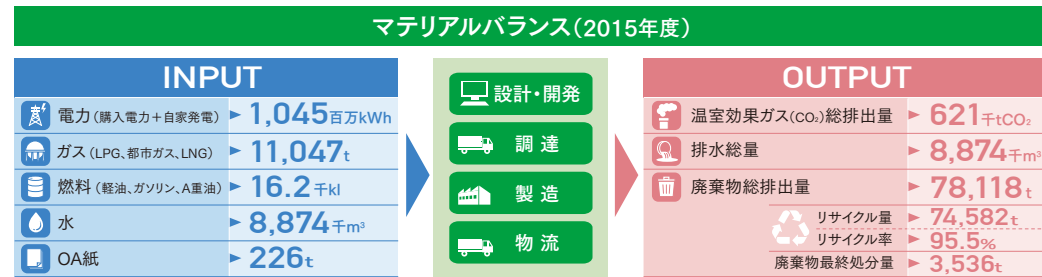 マテリアルバランス(2015年度)
INPUT
電力(購入電力+自家発電) 1,045百万kWh
ガス(LPG、都市ガス、LNG) 11,047t
燃料(軽油、ガソリン、A重油) 16.2千kl
水 8,874千m³
OA紙 226t
設計・開発
調達
製造
物流
OUTPUT
温室効果ガス(CO₂)総排出量 621千tCO₂
排水総量 8,874千m³
廃棄物総排出量 78,118t
リサイクル量 74,582t
リサイクル率 95.5%
廃棄物最終処分量 3,536t